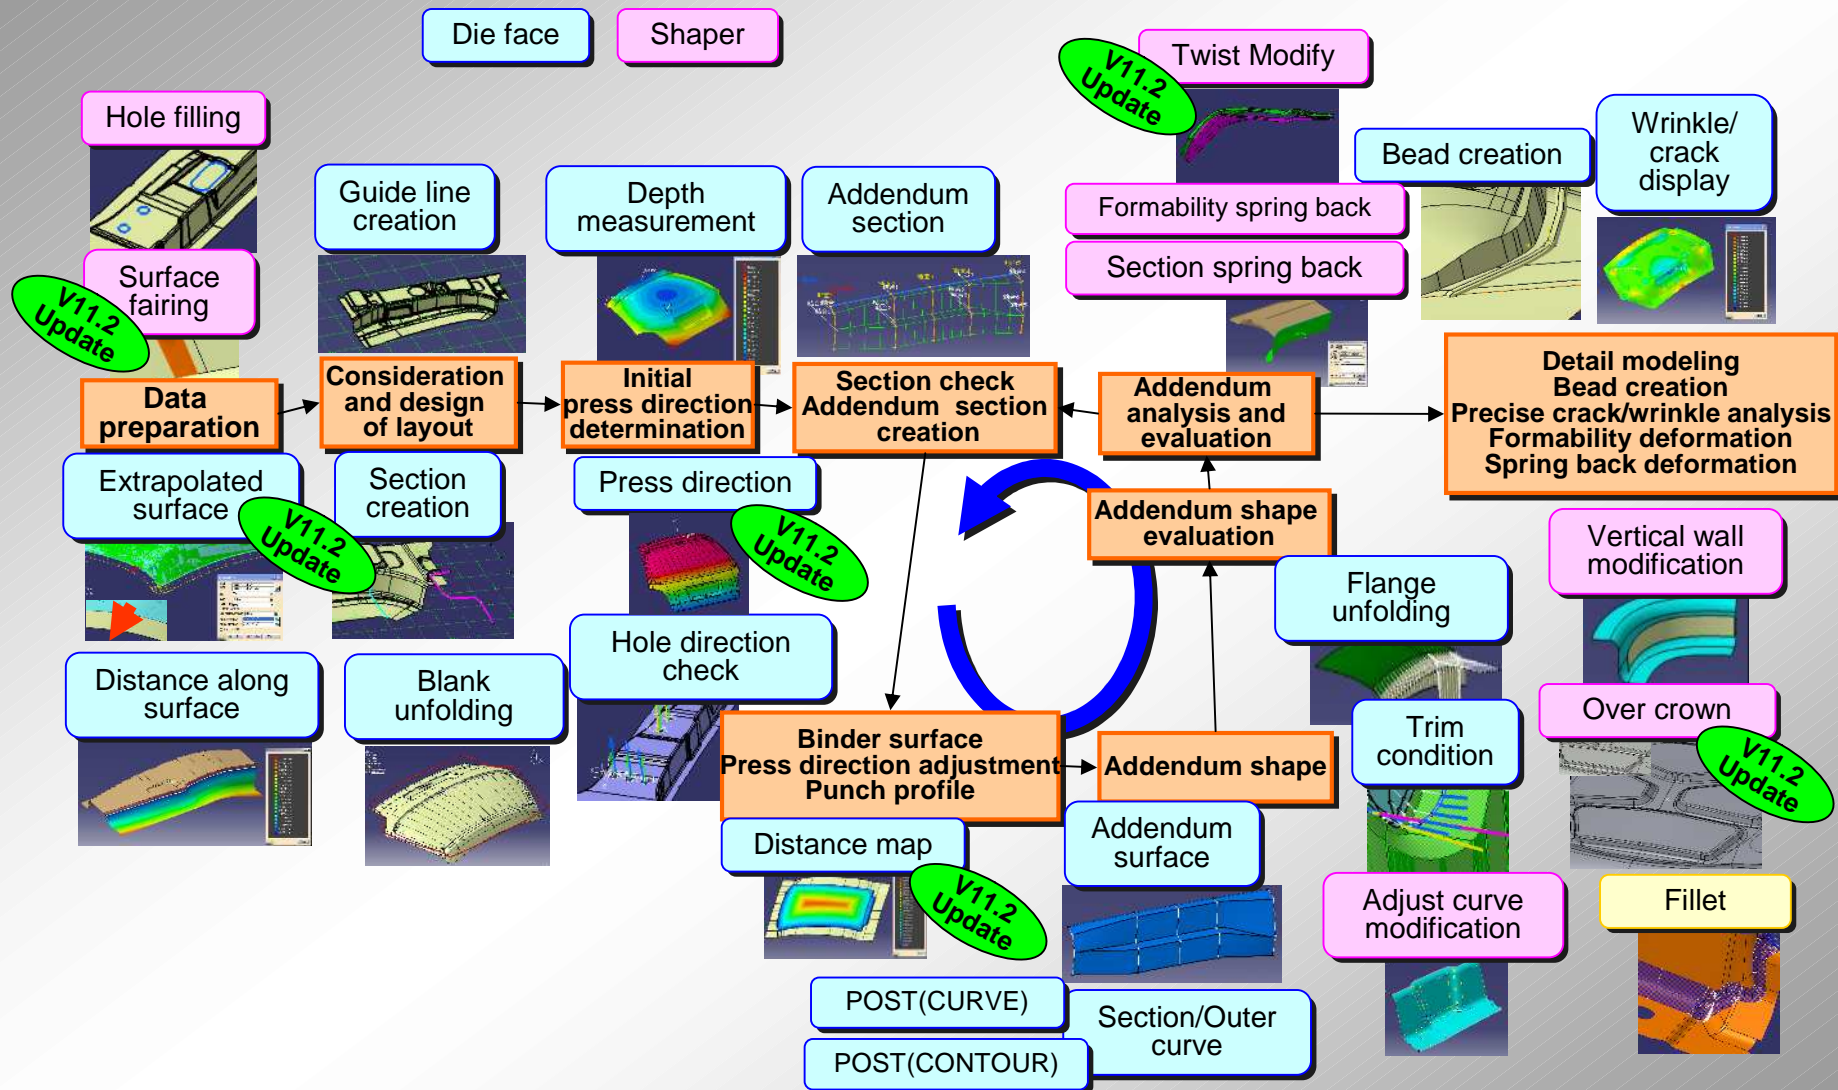 Die face
Shaper
Twist Modify
V11.2
Update
Hole filling
Wrinkle/
crack
display
Bead creation
Guide line
creation
Depth
measurement
Addendum
section
Formability spring back
Section spring back
Surface
fairing
V11.2
Update
Data
preparation
Consideration
and design
of layout
Initial
press direction
determination
Section check
Addendum section
creation
Addendum
analysis and
evaluation
Detail modeling
Bead creation
Precise crack/wrinkle analysis
Formability deformation
Spring back deformation
Extrapolated
surface
V11.2
Update
Section
creation
Press direction
V11.2
Update
Addendum shape
evaluation
Vertical wall
modification
Flange
unfolding
Hole direction
check
Distance along
surface
Blank
unfolding
Over crown
V11.2
Update
Trim
condition
Binder surface
Press direction adjustment
Punch profile
Addendum shape
Distance map
V11.2
Update
Addendum
surface
Adjust curve
modification
Fillet
POST(CURVE)
POST(CONTOUR)
Section/Outer
curve